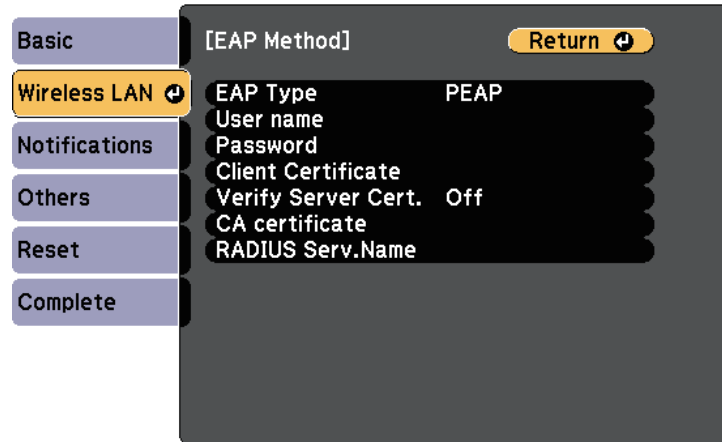 Basic
Wireless LAN
Notifications
Others
Reset
Complete
[EAP Method]
Return
EAP Type PEAP
User name
Password
Client Certificate
Verify Server Cert. Off
CA certificate
RADIUS Serv.Name